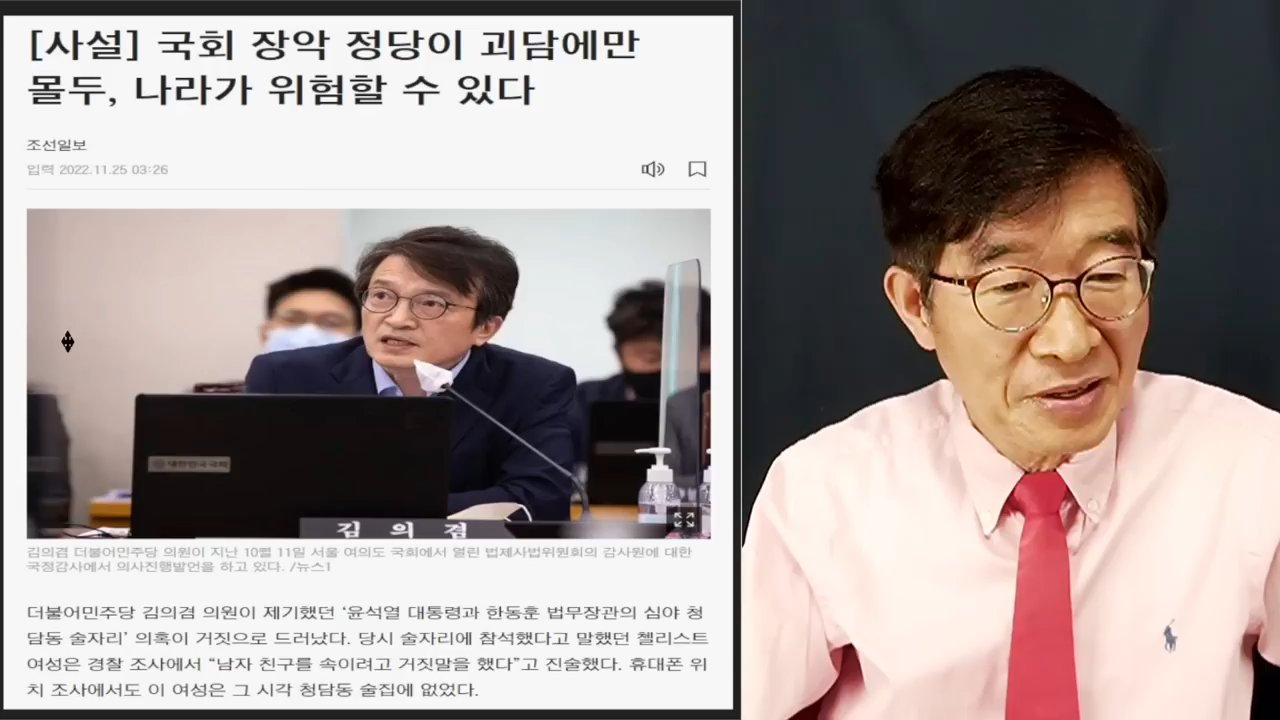 [사설] 국회 장악 정당이 괴담에만
몰두, 나라가 위험할 수 있다
조선일보
입력 2022.11.25 03:26
대한민국국회
김 의 겸
김의겸 더불어민주당 의원이 지난 10월 11일 서울 여의도 국회에서 열린 법제사법위원회의 감사원에 대한
국정감사에서 의사진행발언을 하고 있다. /뉴스1
더불어민주당 김의겸 의원이 제기했던 ‘윤석열 대통령과 한동훈 법무장관의 심야 청
담동 술자리’ 의혹이 거짓으로 드러났다. 당시 술자리에 참석했다고 말했던 첼리스트
여성은 경찰 조사에서 “남자 친구를 속이려고 거짓말을 했다”고 진술했다. 휴대폰 위
치 조사에서도 이 여성은 그 시각 청담동 술집에 없었다.